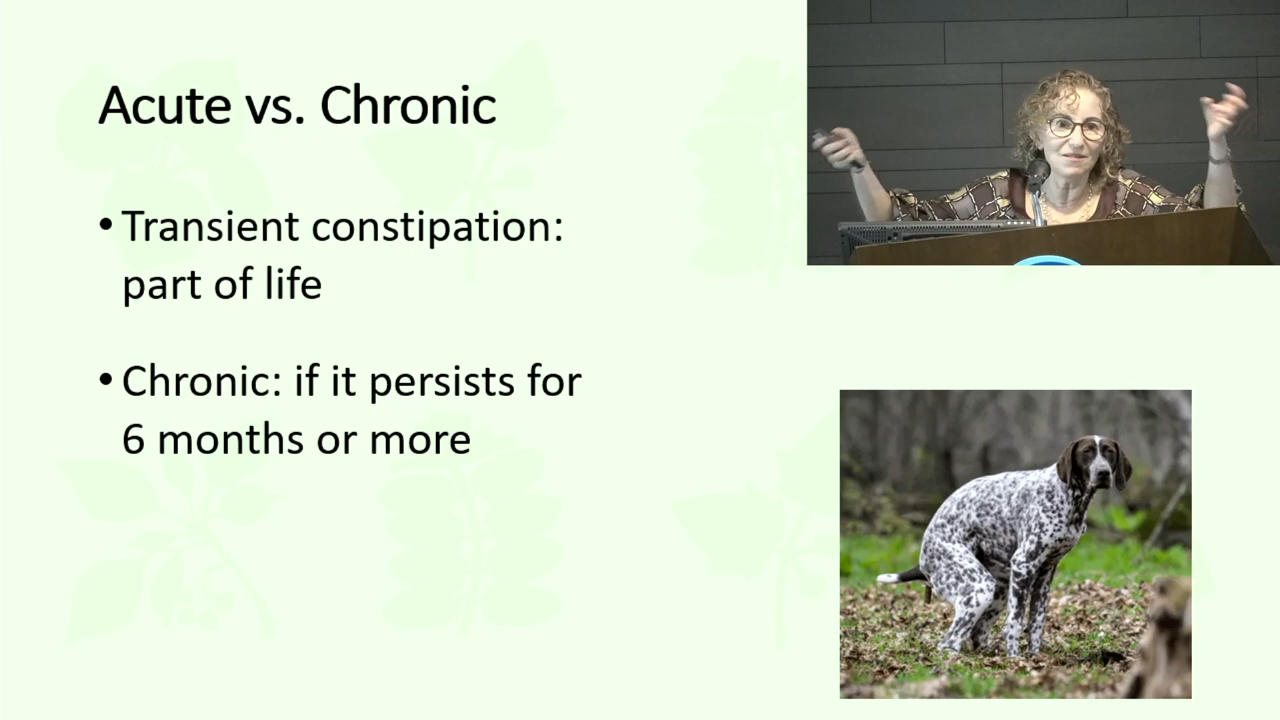 Acute vs. Chronic
• Transient constipation:
part of life
• Chronic: if it persists for
6 months or more